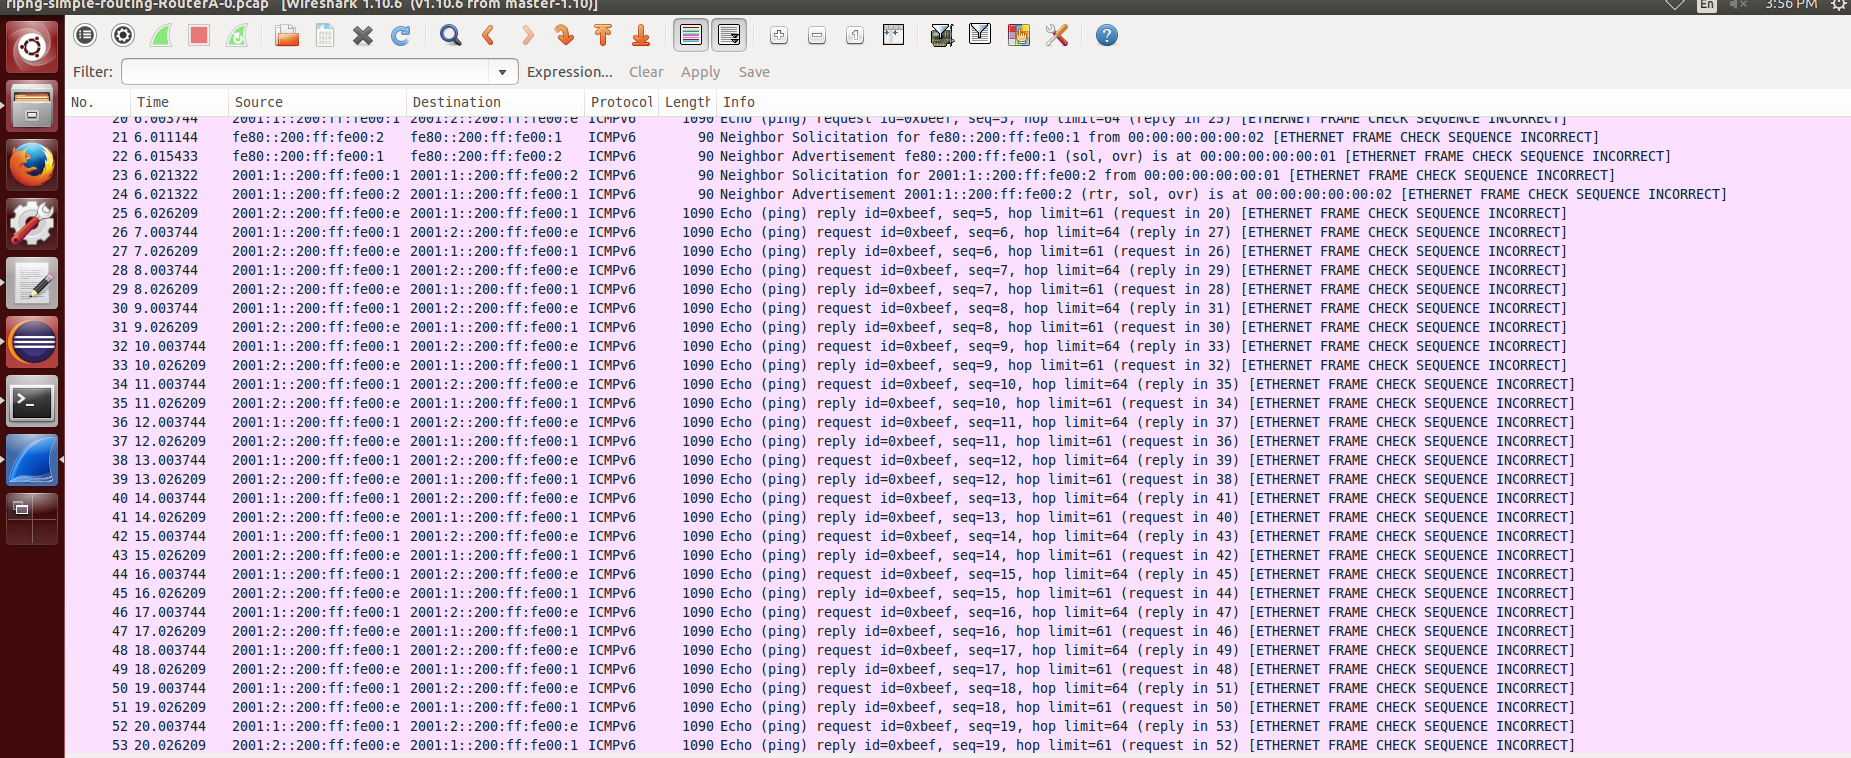 ripng-simple-routing-RouterA-0.pcap [Wireshark 1.10.6 (v1.10.6 from master-1.10)]
En 3:56 PM
Filter: Expression... Clear Apply Save
No. Time Source Destination Protocol Length Info
20 6.003744 2001:1::200:ff:fe00:1 2001:2::200:ff:fe00:e ICMPv6 1090 Echo (ping) request id=0xbeef, seq=5, hop limit=64 (reply in 25) [ETHERNET FRAME CHECK SEQUENCE INCORRECT]
21 6.011144 fe80::200:ff:fe00:2 fe80::200:ff:fe00:1 ICMPv6 90 Neighbor Solicitation for fe80::200:ff:fe00:1 from 00:00:00:00:00:02 [ETHERNET FRAME CHECK SEQUENCE INCORRECT]
22 6.015433 fe80::200:ff:fe00:1 fe80::200:ff:fe00:2 ICMPv6 90 Neighbor Advertisement fe80::200:ff:fe00:1 (sol, ovr) is at 00:00:00:00:00:01 [ETHERNET FRAME CHECK SEQUENCE INCORRECT]
23 6.021322 2001:1::200:ff:fe00:1 2001:1::200:ff:fe00:2 ICMPv6 90 Neighbor Solicitation for 2001:1::200:ff:fe00:2 from 00:00:00:00:00:01 [ETHERNET FRAME CHECK SEQUENCE INCORRECT]
24 6.021322 2001:1::200:ff:fe00:2 2001:1::200:ff:fe00:1 ICMPv6 90 Neighbor Advertisement 2001:1::200:ff:fe00:2 (rtr, sol, ovr) is at 00:00:00:00:00:02 [ETHERNET FRAME CHECK SEQUENCE INCORRECT]
25 6.026209 2001:2::200:ff:fe00:e 2001:1::200:ff:fe00:1 ICMPv6 1090 Echo (ping) reply id=0xbeef, seq=5, hop limit=61 (request in 20) [ETHERNET FRAME CHECK SEQUENCE INCORRECT]
26 7.003744 2001:1::200:ff:fe00:1 2001:2::200:ff:fe00:e ICMPv6 1090 Echo (ping) request id=0xbeef, seq=6, hop limit=64 (reply in 27) [ETHERNET FRAME CHECK SEQUENCE INCORRECT]
27 7.026209 2001:2::200:ff:fe00:e 2001:1::200:ff:fe00:1 ICMPv6 1090 Echo (ping) reply id=0xbeef, seq=6, hop limit=61 (request in 26) [ETHERNET FRAME CHECK SEQUENCE INCORRECT]
28 8.003744 2001:1::200:ff:fe00:1 2001:2::200:ff:fe00:e ICMPv6 1090 Echo (ping) request id=0xbeef, seq=7, hop limit=64 (reply in 29) [ETHERNET FRAME CHECK SEQUENCE INCORRECT]
29 8.026209 2001:2::200:ff:fe00:e 2001:1::200:ff:fe00:1 ICMPv6 1090 Echo (ping) reply id=0xbeef, seq=7, hop limit=61 (request in 28) [ETHERNET FRAME CHECK SEQUENCE INCORRECT]
30 9.003744 2001:1::200:ff:fe00:1 2001:2::200:ff:fe00:e ICMPv6 1090 Echo (ping) request id=0xbeef, seq=8, hop limit=64 (reply in 31) [ETHERNET FRAME CHECK SEQUENCE INCORRECT]
31 9.026209 2001:2::200:ff:fe00:e 2001:1::200:ff:fe00:1 ICMPv6 1090 Echo (ping) reply id=0xbeef, seq=8, hop limit=61 (request in 30) [ETHERNET FRAME CHECK SEQUENCE INCORRECT]
32 10.003744 2001:1::200:ff:fe00:1 2001:2::200:ff:fe00:e ICMPv6 1090 Echo (ping) request id=0xbeef, seq=9, hop limit=64 (reply in 33) [ETHERNET FRAME CHECK SEQUENCE INCORRECT]
33 10.026209 2001:2::200:ff:fe00:e 2001:1::200:ff:fe00:1 ICMPv6 1090 Echo (ping) reply id=0xbeef, seq=9, hop limit=61 (request in 32) [ETHERNET FRAME CHECK SEQUENCE INCORRECT]
34 11.003744 2001:1::200:ff:fe00:1 2001:2::200:ff:fe00:e ICMPv6 1090 Echo (ping) request id=0xbeef, seq=10, hop limit=64 (reply in 35) [ETHERNET FRAME CHECK SEQUENCE INCORRECT]
35 11.026209 2001:2::200:ff:fe00:e 2001:1::200:ff:fe00:1 ICMPv6 1090 Echo (ping) reply id=0xbeef, seq=10, hop limit=61 (request in 34) [ETHERNET FRAME CHECK SEQUENCE INCORRECT]
36 12.003744 2001:1::200:ff:fe00:1 2001:2::200:ff:fe00:e ICMPv6 1090 Echo (ping) request id=0xbeef, seq=11, hop limit=64 (reply in 37) [ETHERNET FRAME CHECK SEQUENCE INCORRECT]
37 12.026209 2001:2::200:ff:fe00:e 2001:1::200:ff:fe00:1 ICMPv6 1090 Echo (ping) reply id=0xbeef, seq=11, hop limit=61 (request in 36) [ETHERNET FRAME CHECK SEQUENCE INCORRECT]
38 13.003744 2001:1::200:ff:fe00:1 2001:2::200:ff:fe00:e ICMPv6 1090 Echo (ping) request id=0xbeef, seq=12, hop limit=64 (reply in 39) [ETHERNET FRAME CHECK SEQUENCE INCORRECT]
39 13.026209 2001:2::200:ff:fe00:e 2001:1::200:ff:fe00:1 ICMPv6 1090 Echo (ping) reply id=0xbeef, seq=12, hop limit=61 (request in 38) [ETHERNET FRAME CHECK SEQUENCE INCORRECT]
40 14.003744 2001:1::200:ff:fe00:1 2001:2::200:ff:fe00:e ICMPv6 1090 Echo (ping) request id=0xbeef, seq=13, hop limit=64 (reply in 41) [ETHERNET FRAME CHECK SEQUENCE INCORRECT]
41 14.026209 2001:2::200:ff:fe00:e 2001:1::200:ff:fe00:1 ICMPv6 1090 Echo (ping) reply id=0xbeef, seq=13, hop limit=61 (request in 40) [ETHERNET FRAME CHECK SEQUENCE INCORRECT]
42 15.003744 2001:1::200:ff:fe00:1 2001:2::200:ff:fe00:e ICMPv6 1090 Echo (ping) request id=0xbeef, seq=14, hop limit=64 (reply in 43) [ETHERNET FRAME CHECK SEQUENCE INCORRECT]
43 15.026209 2001:2::200:ff:fe00:e 2001:1::200:ff:fe00:1 ICMPv6 1090 Echo (ping) reply id=0xbeef, seq=14, hop limit=61 (request in 42) [ETHERNET FRAME CHECK SEQUENCE INCORRECT]
44 16.003744 2001:1::200:ff:fe00:1 2001:2::200:ff:fe00:e ICMPv6 1090 Echo (ping) request id=0xbeef, seq=15, hop limit=64 (reply in 45) [ETHERNET FRAME CHECK SEQUENCE INCORRECT]
45 16.026209 2001:2::200:ff:fe00:e 2001:1::200:ff:fe00:1 ICMPv6 1090 Echo (ping) reply id=0xbeef, seq=15, hop limit=61 (request in 44) [ETHERNET FRAME CHECK SEQUENCE INCORRECT]
46 17.003744 2001:1::200:ff:fe00:1 2001:2::200:ff:fe00:e ICMPv6 1090 Echo (ping) request id=0xbeef, seq=16, hop limit=64 (reply in 47) [ETHERNET FRAME CHECK SEQUENCE INCORRECT]
47 17.026209 2001:2::200:ff:fe00:e 2001:1::200:ff:fe00:1 ICMPv6 1090 Echo (ping) reply id=0xbeef, seq=16, hop limit=61 (request in 46) [ETHERNET FRAME CHECK SEQUENCE INCORRECT]
48 18.003744 2001:1::200:ff:fe00:1 2001:2::200:ff:fe00:e ICMPv6 1090 Echo (ping) request id=0xbeef, seq=17, hop limit=64 (reply in 49) [ETHERNET FRAME CHECK SEQUENCE INCORRECT]
49 18.026209 2001:2::200:ff:fe00:e 2001:1::200:ff:fe00:1 ICMPv6 1090 Echo (ping) reply id=0xbeef, seq=17, hop limit=61 (request in 48) [ETHERNET FRAME CHECK SEQUENCE INCORRECT]
50 19.003744 2001:1::200:ff:fe00:1 2001:2::200:ff:fe00:e ICMPv6 1090 Echo (ping) request id=0xbeef, seq=18, hop limit=64 (reply in 51) [ETHERNET FRAME CHECK SEQUENCE INCORRECT]
51 19.026209 2001:2::200:ff:fe00:e 2001:1::200:ff:fe00:1 ICMPv6 1090 Echo (ping) reply id=0xbeef, seq=18, hop limit=61 (request in 50) [ETHERNET FRAME CHECK SEQUENCE INCORRECT]
52 20.003744 2001:1::200:ff:fe00:1 2001:2::200:ff:fe00:e ICMPv6 1090 Echo (ping) request id=0xbeef, seq=19, hop limit=64 (reply in 53) [ETHERNET FRAME CHECK SEQUENCE INCORRECT]
53 20.026209 2001:2::200:ff:fe00:e 2001:1::200:ff:fe00:1 ICMPv6 1090 Echo (ping) reply id=0xbeef, seq=19, hop limit=61 (request in 52) [ETHERNET FRAME CHECK SEQUENCE INCORRECT]